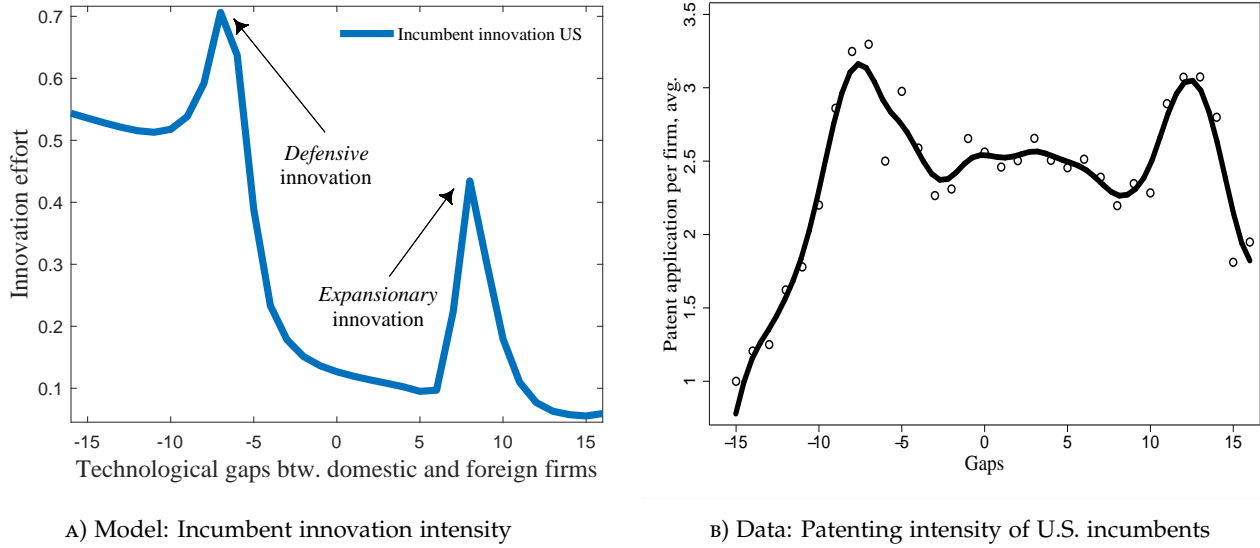 0.7
0.6
0.5
0.4
0.3
0.2
0.1
-15
-10
-5
0
5
10
15
Innovation effort
Technological gaps btw. domestic and foreign firms
Incumbent innovation US
Defensive
innovation
Expansionary
innovation
A) Model: Incumbent innovation intensity
3.5
3
2.5
2
1.5
1
−15
−10
−5
0
5
10
15
Patent application per firm, avg.
Gaps
B) Data: Patenting intensity of U.S. incumbents